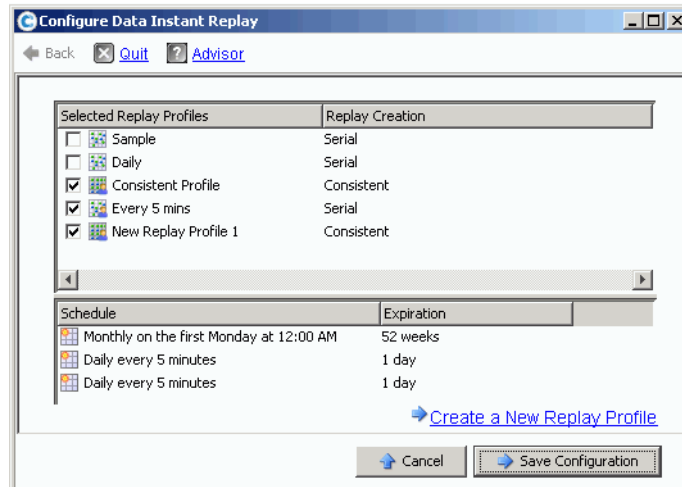 Configure Data Instant Replay
Back Quit ? Advisor
Selected Replay Profiles Replay Creation
Sample Serial
Daily Serial
Consistent Profile Consistent
Every 5 mins Serial
New Replay Profile 1 Consistent
Schedule Expiration
Monthly on the first Monday at 12:00 AM 52 weeks
Daily every 5 minutes 1 day
Daily every 5 minutes 1 day
Create a New Replay Profile
Cancel Save Configuration